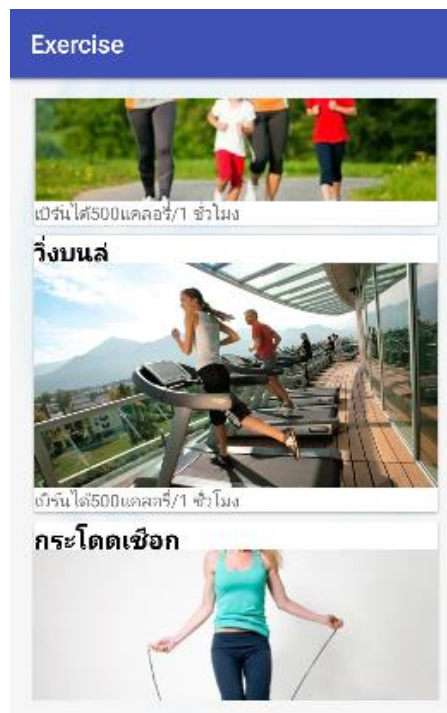 Exercise
เบิร์นได้500แคลอรี่/1 ชั่วโมง
วิ่งบนลู่
เบิร์นได้500แคลอรี่/1 ชั่วโมง
กระโดดเชือก